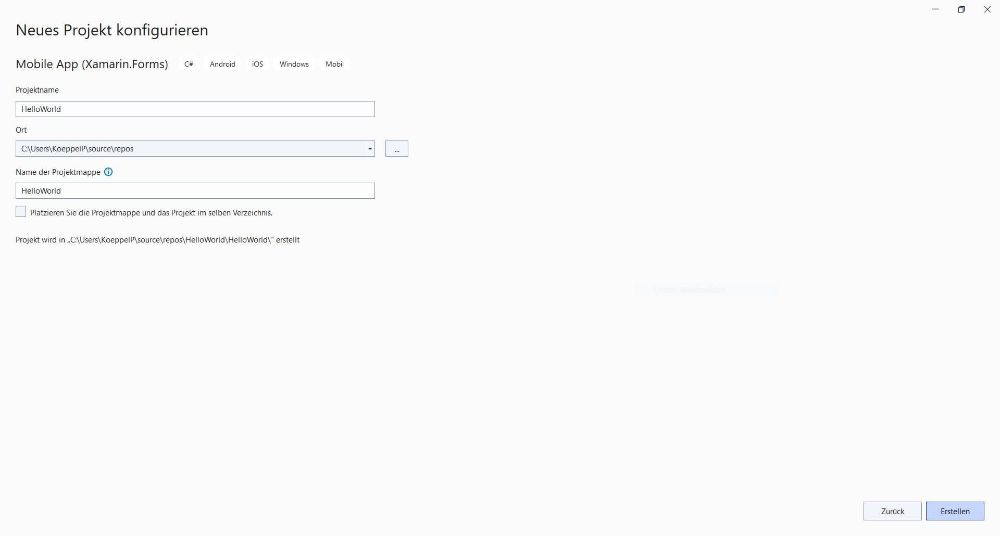 Neues Projekt konfigurieren
Mobile App (Xamarin.Forms) C# Android iOS Windows Mobil
Projektname
HelloWorld
Ort
C:\Users\KoeppelP\source\repos
...
Name der Projektmappe
HelloWorld
Platzieren Sie die Projektmappe und das Projekt im selben Verzeichnis.
Projekt wird in „C:\Users\KoeppelP\source\repos\HelloWorld\HelloWorld\“ erstellt
Fenster ausschneiden
Zurück Erstellen